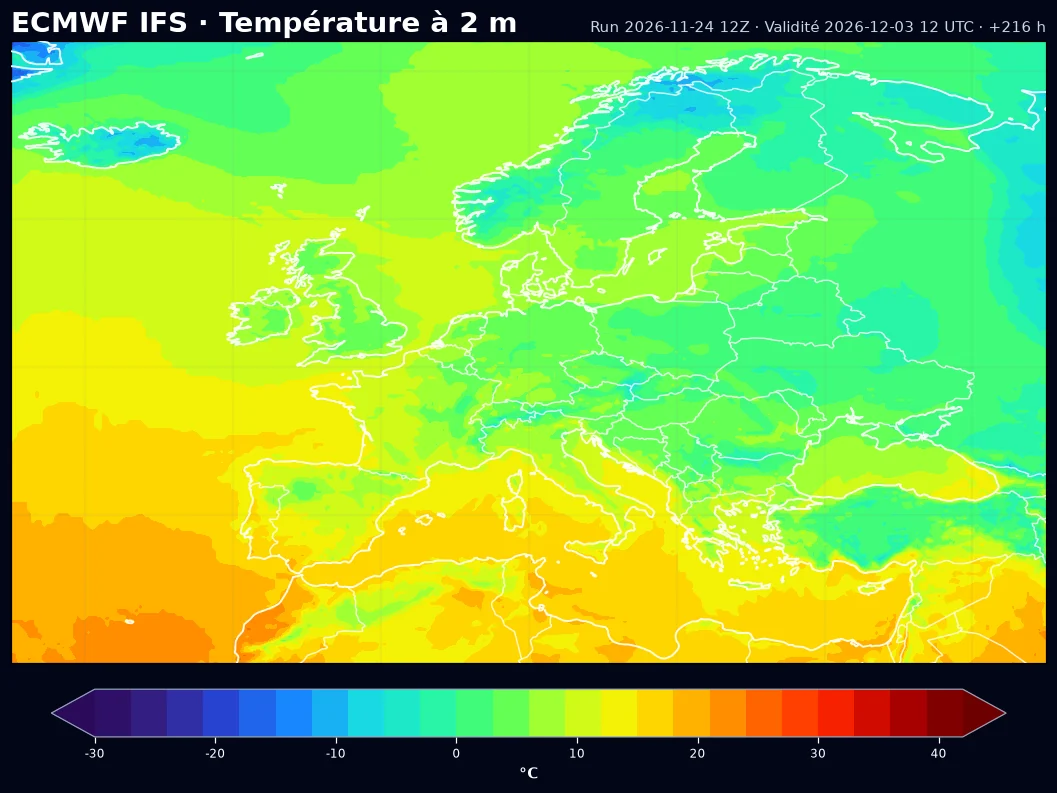 ECMWF IFS · Température à 2 m
Run 2026-11-24 12Z · Validité 2026-12-03 12 UTC · +216 h
-30 -20 -10 0 10 20 30 40
°C